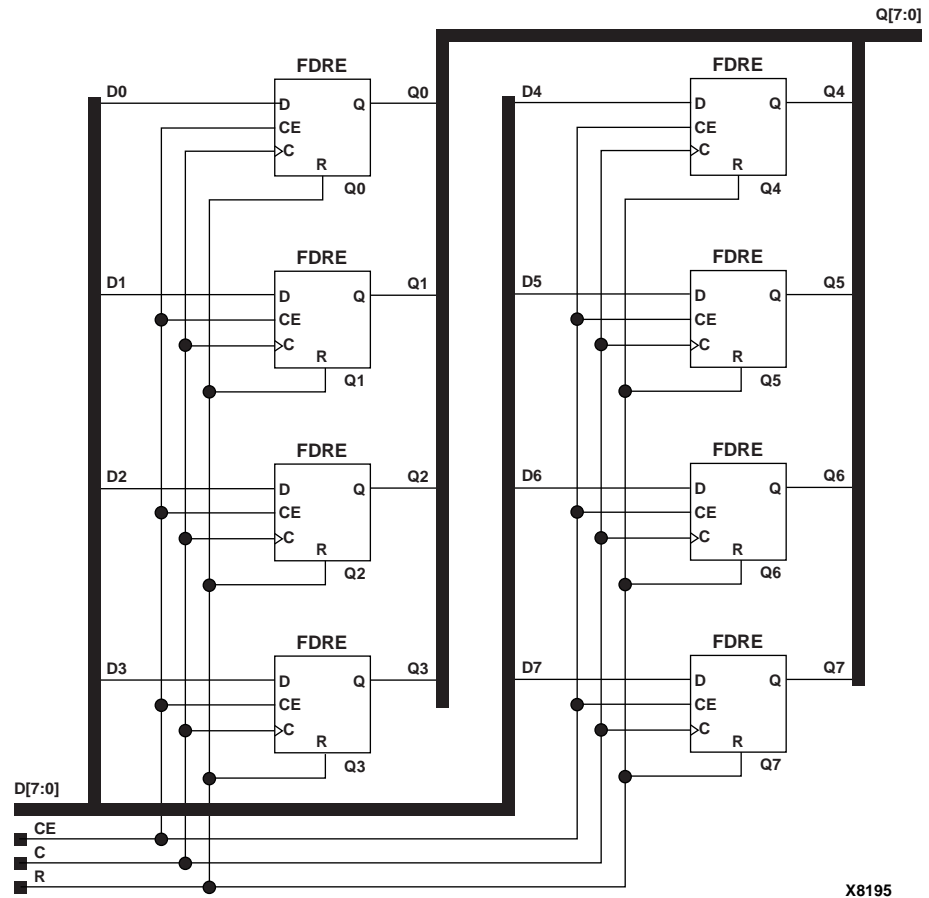 Q[7:0]
FDRE
D0
D
Q
Q0
CE
C
R
Q0
FDRE
D1
D
Q
Q1
CE
C
R
Q1
FDRE
D2
D
Q
Q2
CE
C
R
Q2
FDRE
D3
D
Q
Q3
CE
C
R
Q3
FDRE
D4
D
Q
Q4
CE
C
R
Q4
FDRE
D5
D
Q
Q5
CE
C
R
Q5
FDRE
D6
D
Q
Q6
CE
C
R
Q6
FDRE
D7
D
Q
Q7
CE
C
R
Q7
D[7:0]
CE
C
R
X8195